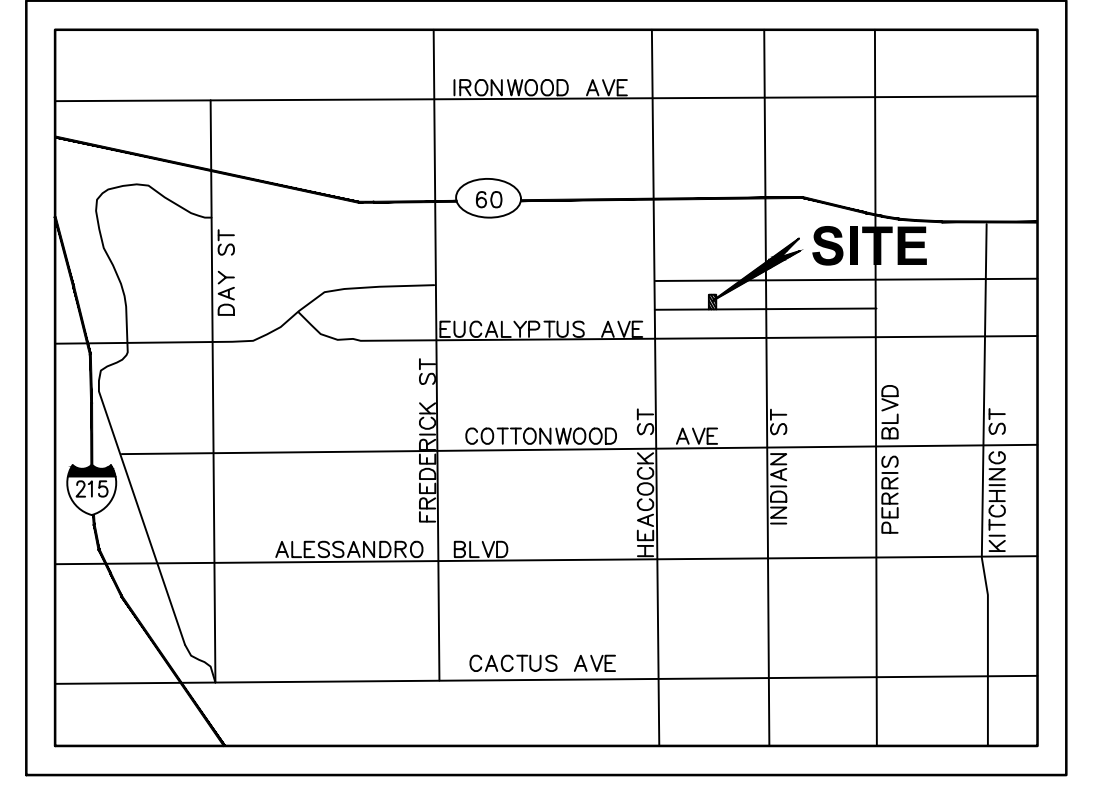 IRONWOOD AVE
60
SITE
DAY ST
EUCALYPTUS AVE
FREDERICK ST
COTTONWOOD AVE
HEACOCK ST
INDIAN ST
PERRIS BLVD
KITCHING ST
215
ALESSANDRO BLVD
CACTUS AVE